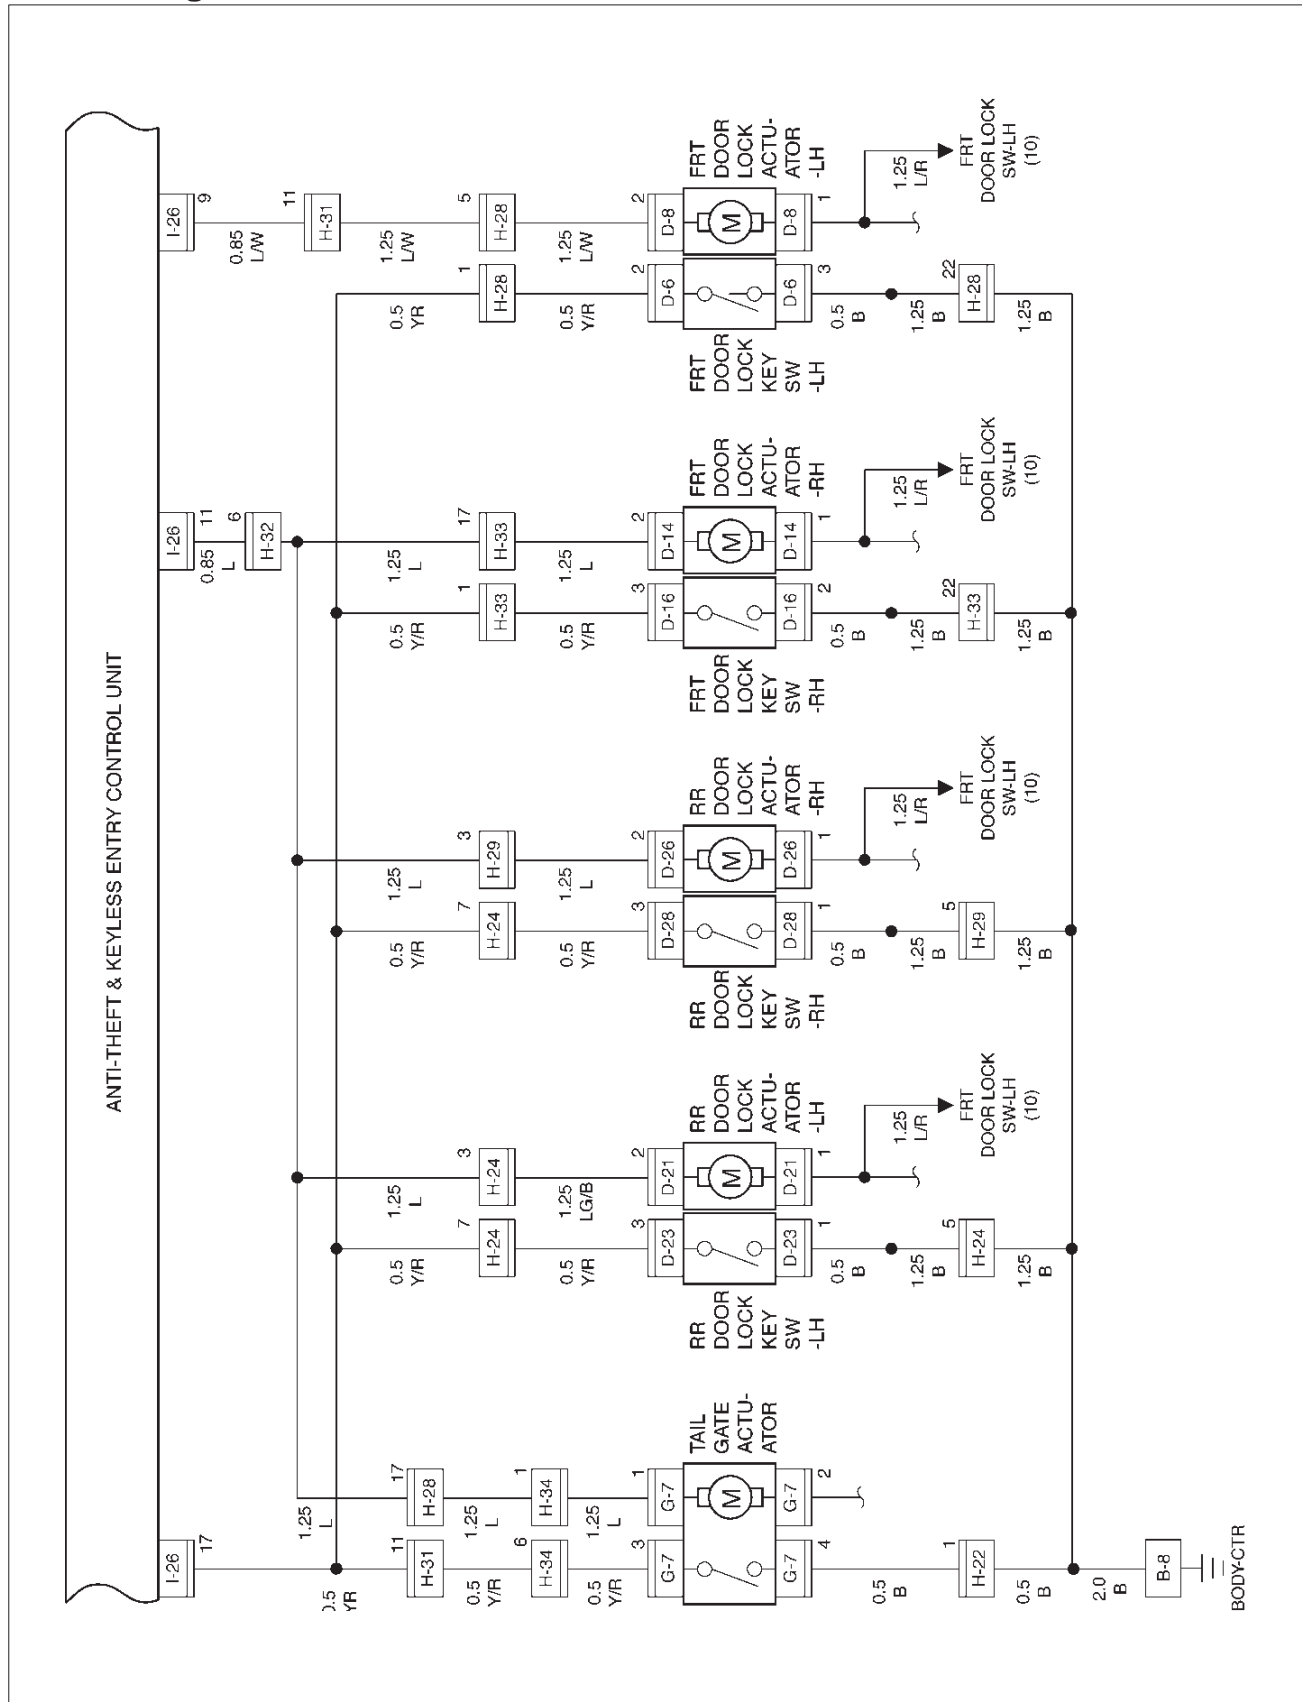 ANTI-THEFT & KEYLESS ENTRY CONTROL UNIT
I-26
17
0.5
Y/R
H-31
11
0.5
Y/R
H-34
6
0.5
Y/R
G-7
3
G-7
4
0.5
B
H-22
1
0.5
B
2.0
B
B-8
BODY-CTR
1.25
L
H-28
17
1.25
L
H-34
1
1.25
L
G-7
1
G-7
2
TAIL
GATE
ACTU-
ATOR
0.5
Y/R
H-24
7
0.5
Y/R
D-23
3
D-23
1
0.5
B
1.25
B
H-24
5
1.25
B
RR
DOOR
LOCK
KEY
SW
-LH
1.25
L
H-24
3
1.25
LG/B
D-21
2
D-21
1
RR
DOOR
LOCK
ACTU-
ATOR
-LH
1.25
L/R
FRT
DOOR LOCK
SW-LH
(10)
0.5
Y/R
H-24
7
0.5
Y/R
D-28
3
D-28
1
0.5
B
1.25
B
H-29
5
1.25
B
RR
DOOR
LOCK
KEY
SW
-RH
1.25
L
H-29
3
1.25
L
D-26
2
D-26
1
RR
DOOR
LOCK
ACTU-
ATOR
-RH
1.25
L/R
FRT
DOOR LOCK
SW-LH
(10)
0.5
Y/R
H-33
1
0.5
Y/R
D-16
3
D-16
2
0.5
B
1.25
B
H-33
22
1.25
B
FRT
DOOR
LOCK
KEY
SW
-RH
I-26
11
0.85
L
H-32
6
1.25
L
H-33
17
1.25
L
D-14
2
D-14
1
FRT
DOOR
LOCK
ACTU-
ATOR
-RH
1.25
L/R
FRT
DOOR LOCK
SW-LH
(10)
0.5
YR
H-28
1
0.5
Y/R
D-6
2
D-6
3
0.5
B
1.25
B
H-28
22
1.25
B
FRT
DOOR
LOCK
KEY
SW
-LH
I-26
9
0.85
L/W
H-31
11
1.25
L/W
H-28
5
1.25
L/W
D-8
2
D-8
1
FRT
DOOR
LOCK
ACTU-
ATOR
-LH
1.25
L/R
FRT
DOOR LOCK
SW-LH
(10)
M
M
M
M
M